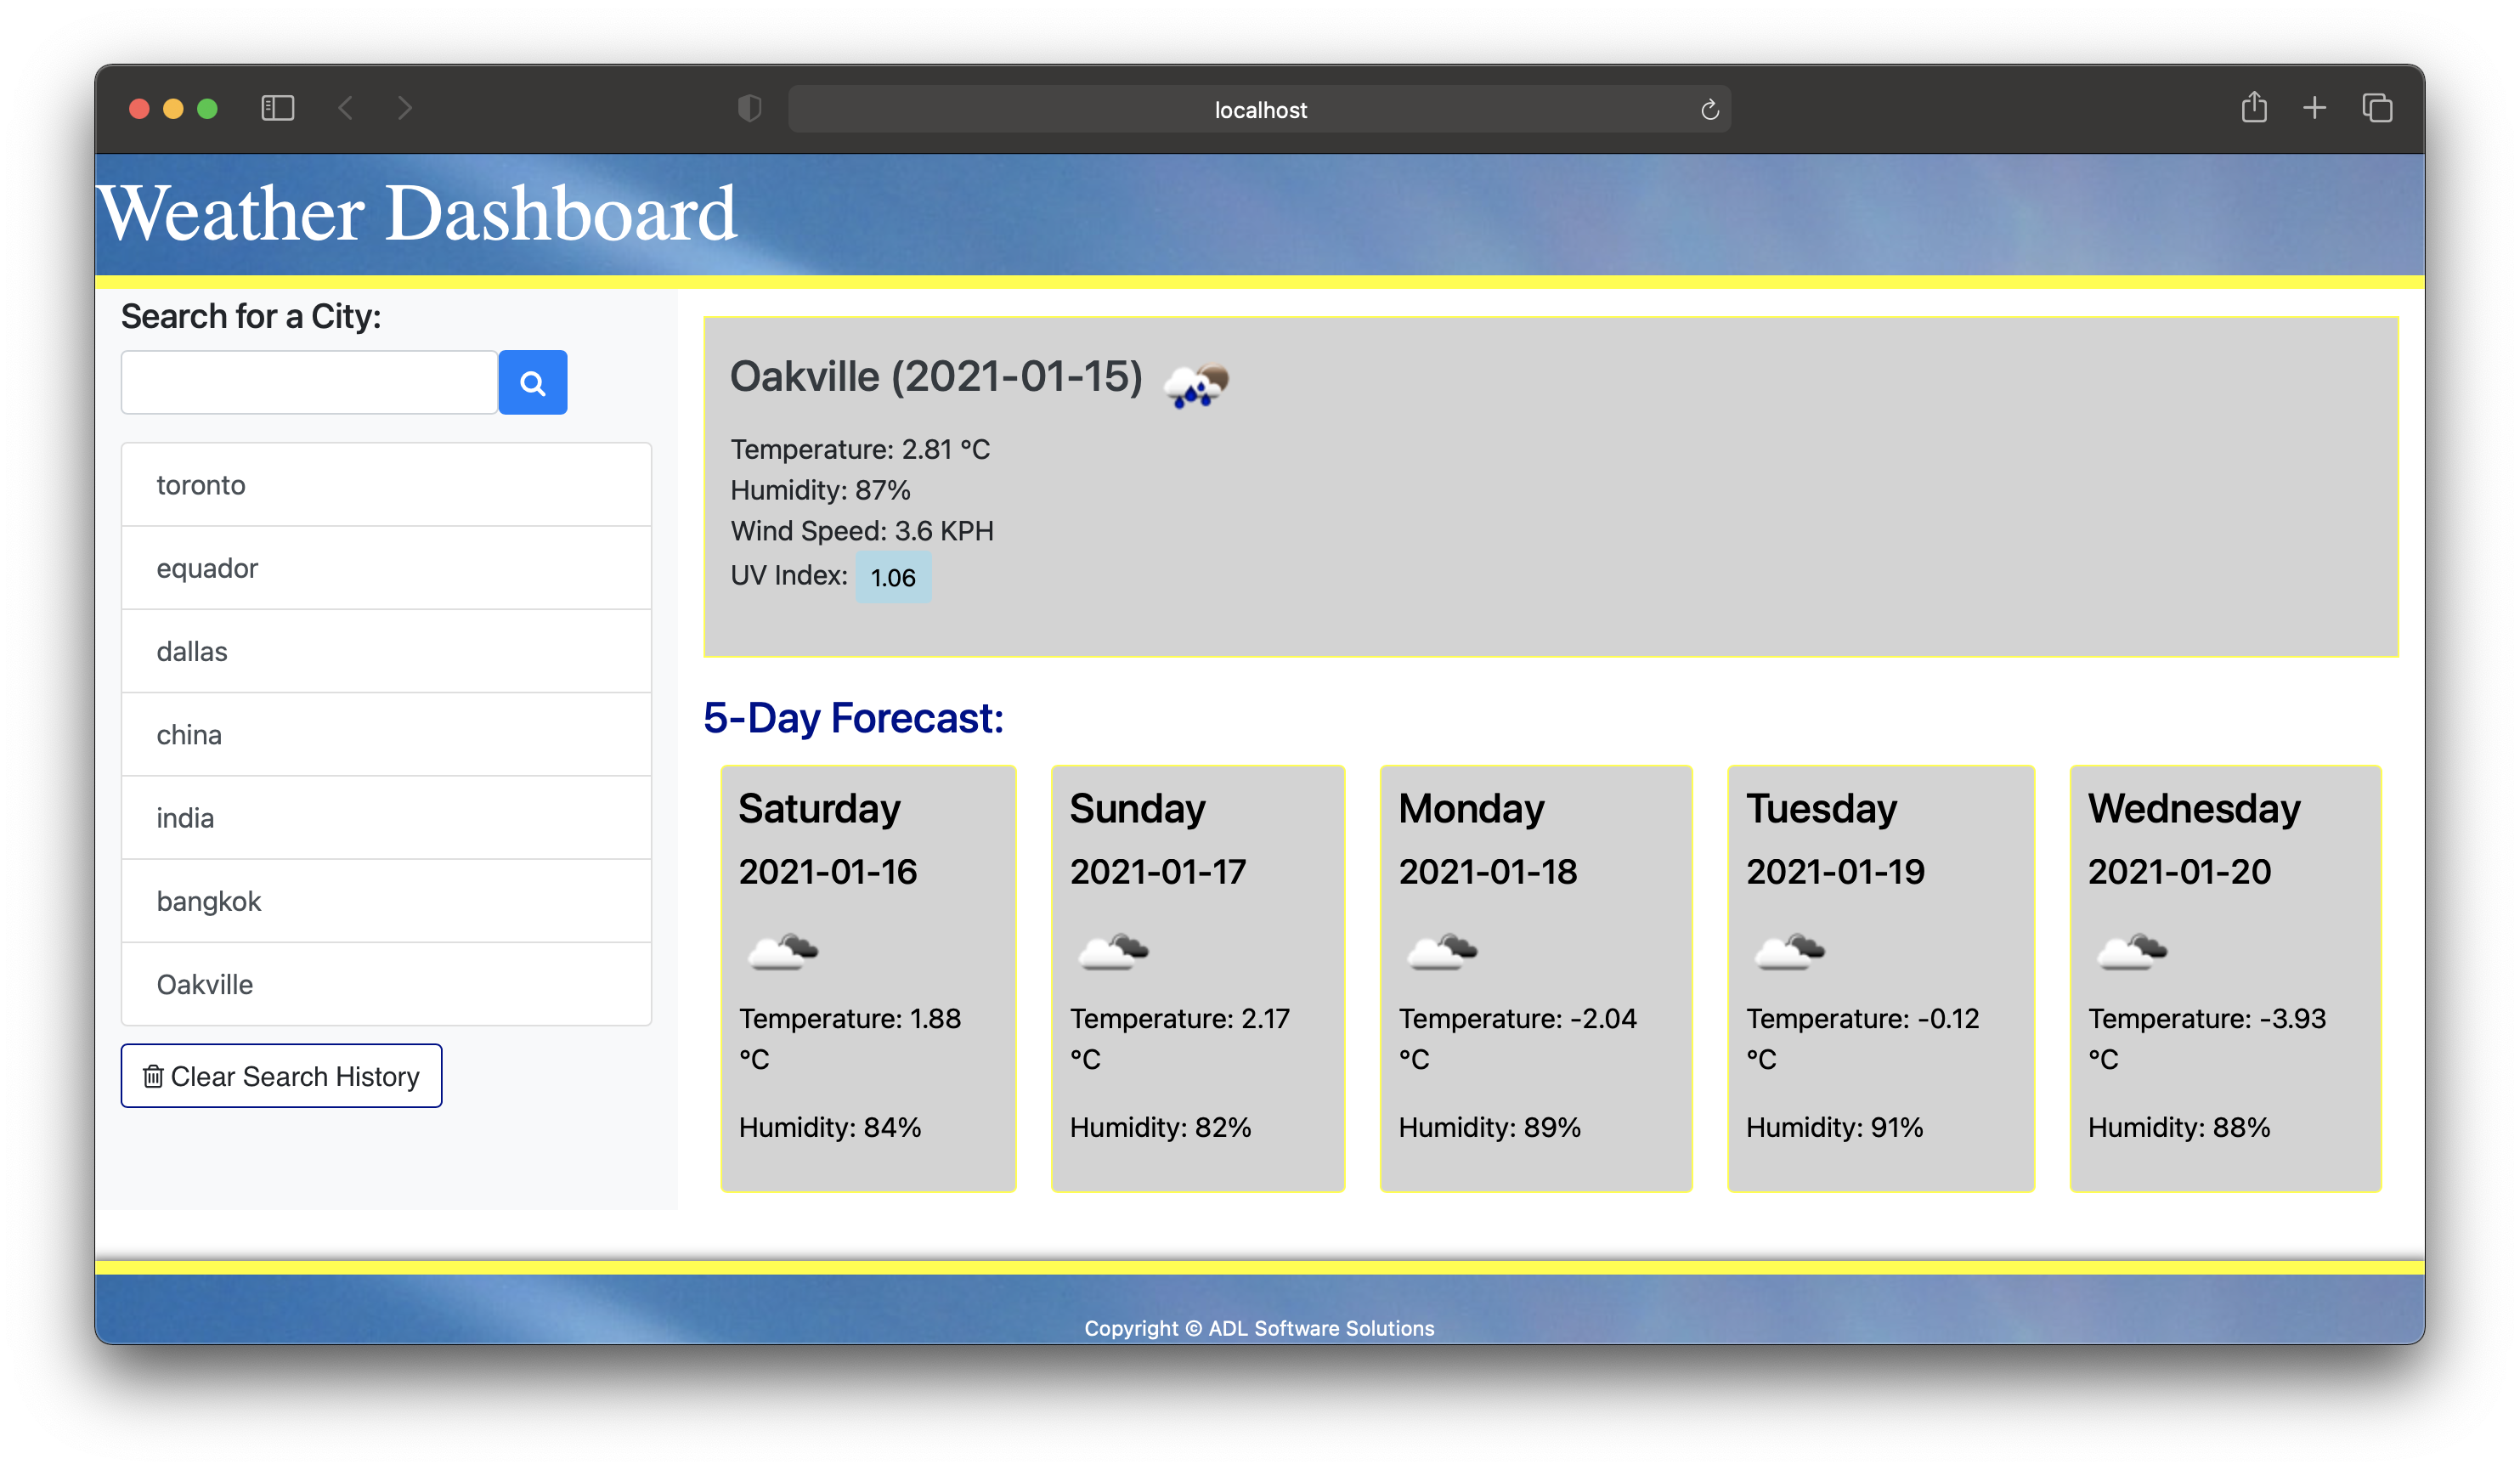 localhost
Weather Dashboard
Search for a City:
toronto
equador
dallas
china
india
bangkok
Oakville
Clear Search History
Oakville (2021-01-15)
Temperature: 2.81 °C
Humidity: 87%
Wind Speed: 3.6 KPH
UV Index: 1.06
5-Day Forecast:
Saturday
2021-01-16
Temperature: 1.88
°C
Humidity: 84%
Sunday
2021-01-17
Temperature: 2.17
°C
Humidity: 82%
Monday
2021-01-18
Temperature: -2.04
°C
Humidity: 89%
Tuesday
2021-01-19
Temperature: -0.12
°C
Humidity: 91%
Wednesday
2021-01-20
Temperature: -3.93
°C
Humidity: 88%
Copyright © ADL Software Solutions